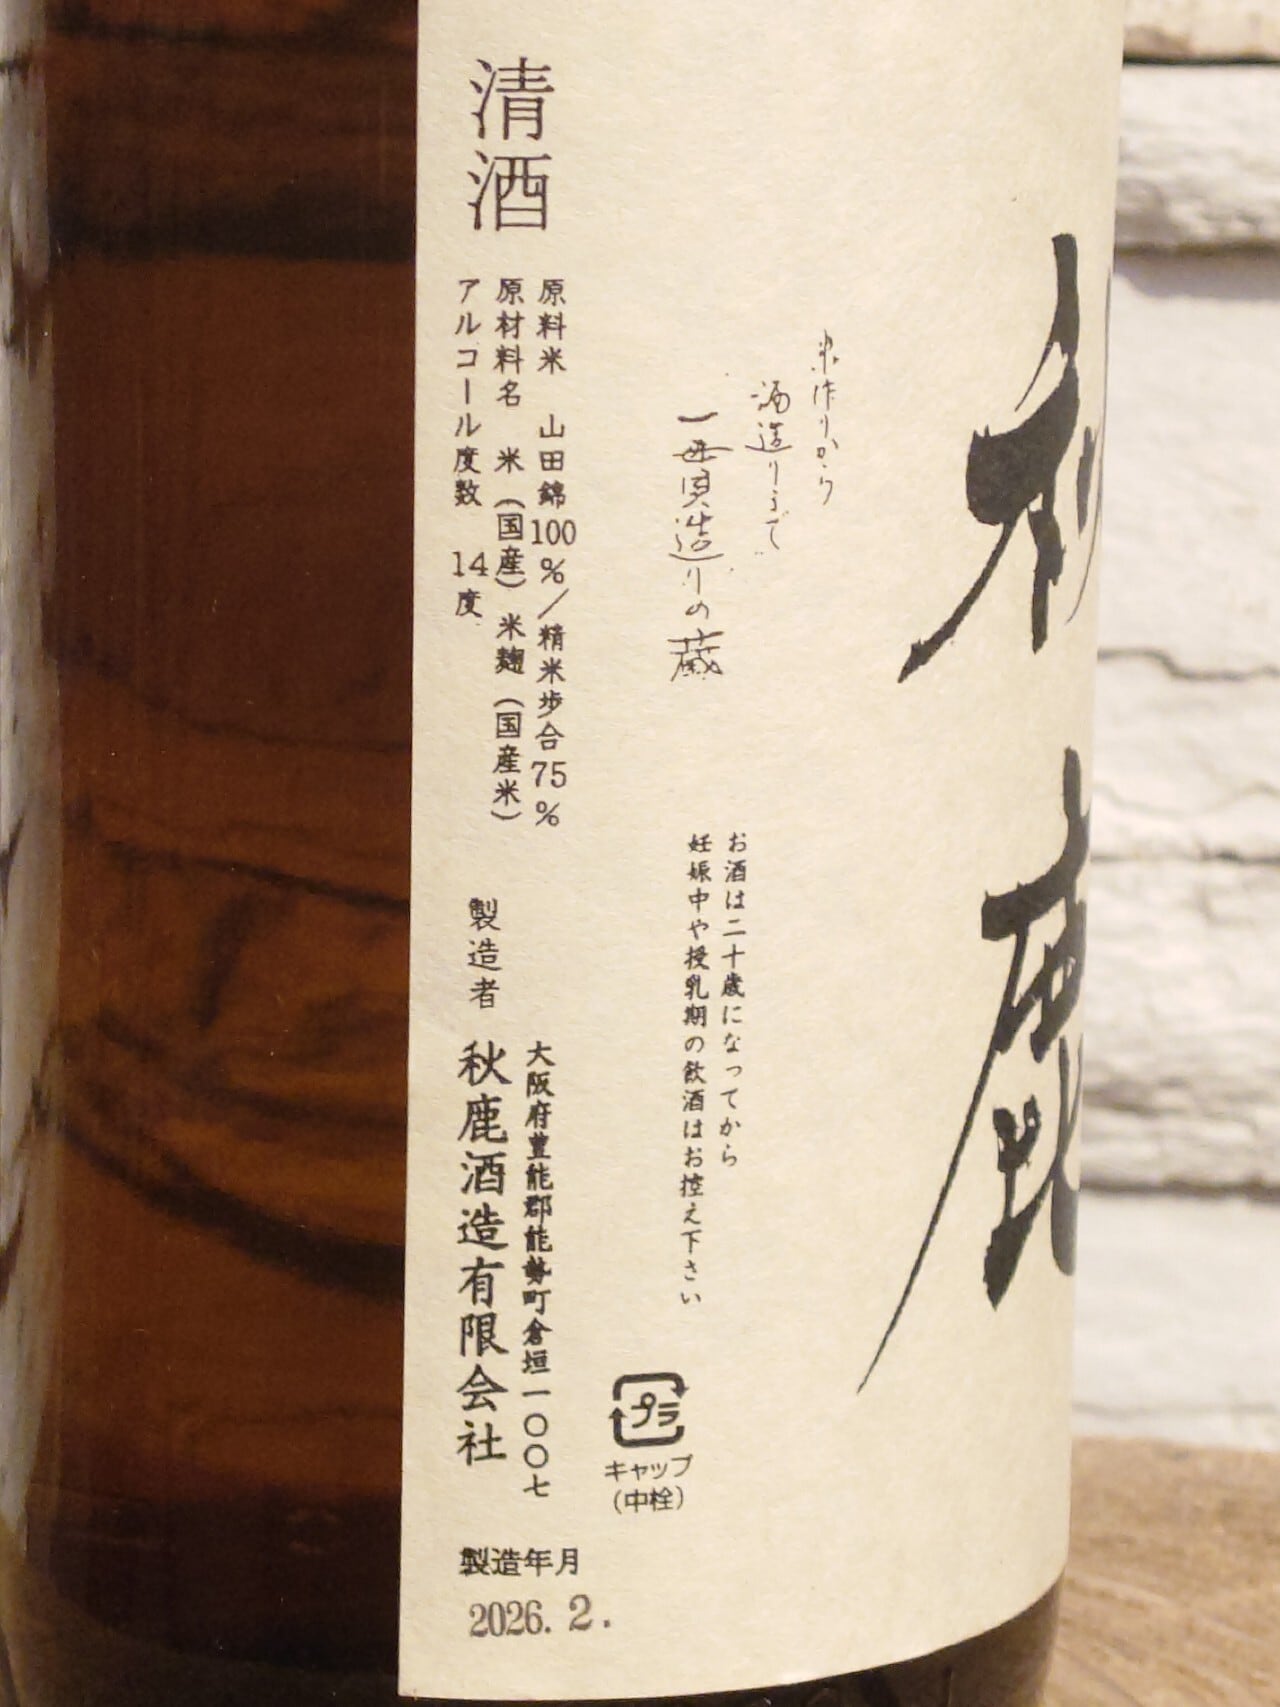 秋鹿
米作りから
酒造りまで
一貫造りの蔵
お酒は二十歳になってから
妊娠中や授乳期の飲酒はお控え下さい
清酒
原料米 山田錦100%/精米歩合75%
原材料名 米(国産)米麹(国産米)
アルコール度数 14度
製造者
大阪府豊能郡能勢町倉垣一〇〇七
秋鹿酒造有限会社
プラ
キャップ
(中栓)
製造年月
2026. 2.